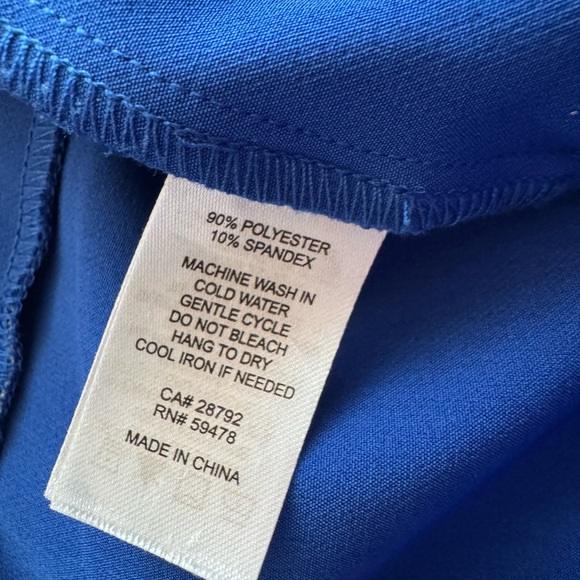 90% POLYESTER
10% SPANDEX
MACHINE WASH IN
COLD WATER
GENTLE CYCLE
DO NOT BLEACH
HANG TO DRY
COOL IRON IF NEEDED
CA# 28792
RN# 59478
MADE IN CHINA